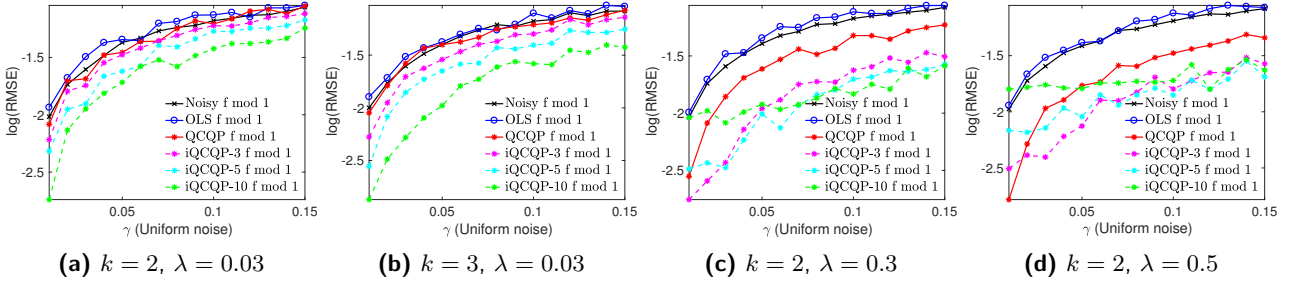 log(RMSE)
-1.5
-2
-2.5
0.05
0.1
0.15
γ (Uniform noise)
Noisy f mod 1
OLS f mod 1
QCQP f mod 1
iQCQP-3 f mod 1
iQCQP-5 f mod 1
iQCQP-10 f mod 1
(a) k = 2, λ = 0.03
log(RMSE)
-1.5
-2
-2.5
0.05
0.1
0.15
γ (Uniform noise)
Noisy f mod 1
OLS f mod 1
QCQP f mod 1
iQCQP-3 f mod 1
iQCQP-5 f mod 1
iQCQP-10 f mod 1
(b) k = 3, λ = 0.03
log(RMSE)
-1.5
-2
-2.5
0.05
0.1
0.15
γ (Uniform noise)
Noisy f mod 1
OLS f mod 1
QCQP f mod 1
iQCQP-3 f mod 1
iQCQP-5 f mod 1
iQCQP-10 f mod 1
(c) k = 2, λ = 0.3
log(RMSE)
-1.5
-2
-2.5
0.05
0.1
0.15
γ (Uniform noise)
Noisy f mod 1
OLS f mod 1
QCQP f mod 1
iQCQP-3 f mod 1
iQCQP-5 f mod 1
iQCQP-10 f mod 1
(d) k = 2, λ = 0.5